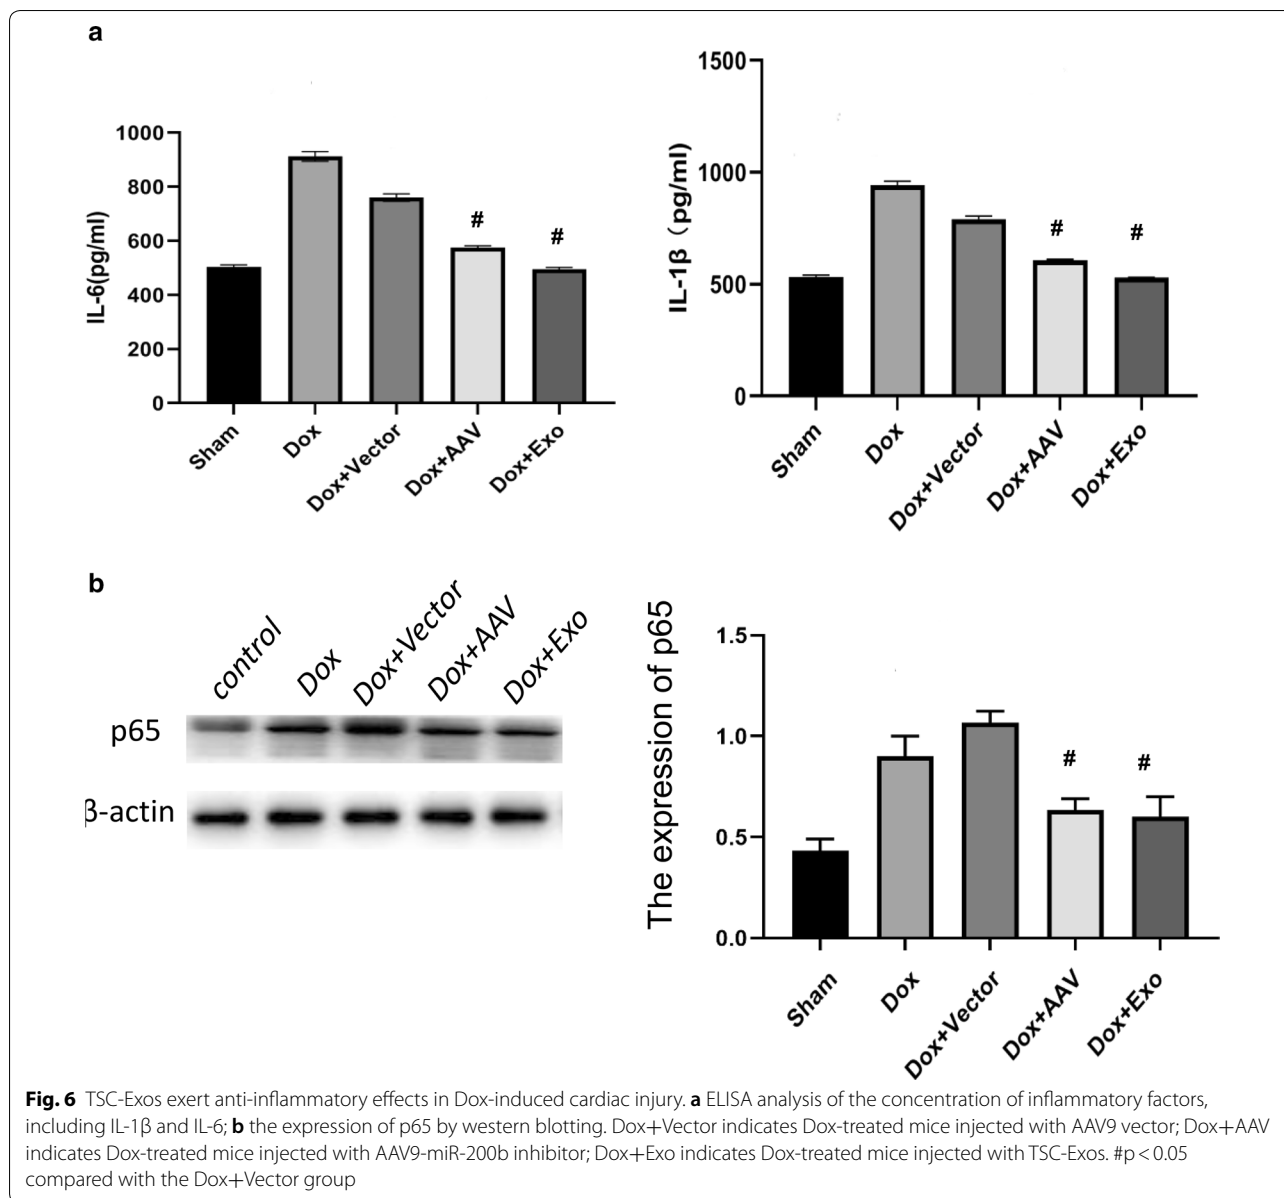 a
1000
800
600
400
200
0
IL-6(pg/ml)
#
#
Sham
Dox
Dox+Vector
Dox+AAV
Dox+Exo
1500
1000
500
0
IL-1β（pg/ml）
#
#
Sham
Dox
Dox+Vector
Dox+AAV
Dox+Exo
b
control
Dox
Dox+Vector
Dox+AAV
Dox+Exo
p65
β-actin
The expression of p65
1.5
1.0
0.5
0.0
#
#
Sham
Dox
Dox+Vector
Dox+AAV
Dox+Exo
Fig. 6 TSC-Exos exert anti-inflammatory effects in Dox-induced cardiac injury. a ELISA analysis of the concentration of inflammatory factors,
including IL-1β and IL-6; b the expression of p65 by western blotting. Dox+Vector indicates Dox-treated mice injected with AAV9 vector; Dox+AAV
indicates Dox-treated mice injected with AAV9-miR-200b inhibitor; Dox+Exo indicates Dox-treated mice injected with TSC-Exos. #p < 0.05
compared with the Dox+Vector group